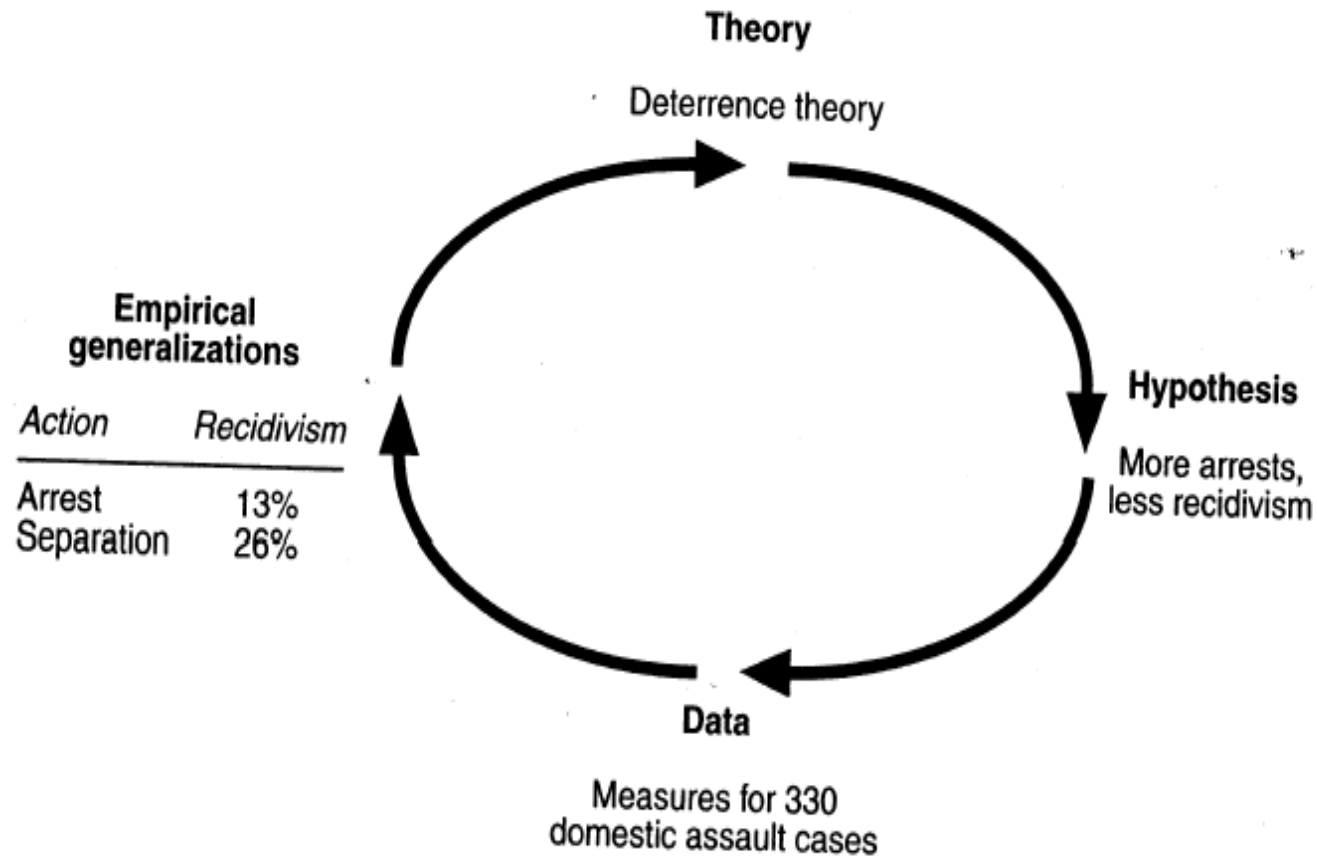 Theory
Deterrence theory
Hypothesis
More arrests,
less recidivism
Data
Measures for 330
domestic assault cases
Empirical
generalizations
Action Recidivism
Arrest 13%
Separation 26%